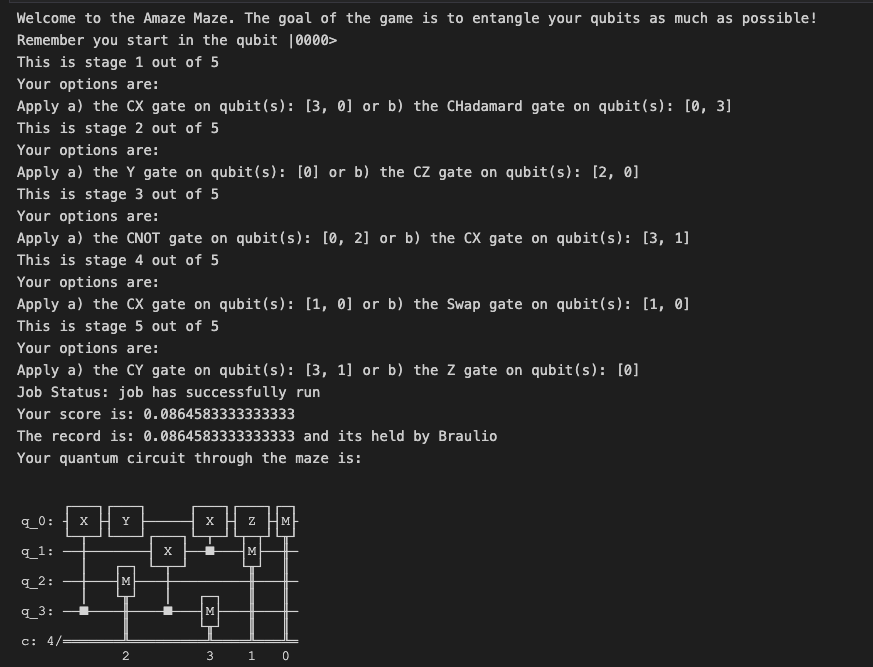 Welcome to the Amaze Maze. The goal of the game is to entangle your qubits as much as possible!
Remember you start in the qubit |0000>
This is stage 1 out of 5
Your options are:
Apply a) the CX gate on qubit(s): [3, 0] or b) the CHadamard gate on qubit(s): [0, 3]
This is stage 2 out of 5
Your options are:
Apply a) the Y gate on qubit(s): [0] or b) the CZ gate on qubit(s): [2, 0]
This is stage 3 out of 5
Your options are:
Apply a) the CNOT gate on qubit(s): [0, 2] or b) the CX gate on qubit(s): [3, 1]
This is stage 4 out of 5
Your options are:
Apply a) the CX gate on qubit(s): [1, 0] or b) the Swap gate on qubit(s): [1, 0]
This is stage 5 out of 5
Your options are:
Apply a) the CY gate on qubit(s): [3, 1] or b) the Z gate on qubit(s): [0]
Job Status: job has successfully run
Your score is: 0.0864583333333333
The record is: 0.0864583333333333 and its held by Braulio
Your quantum circuit through the maze is:
q_0: X Y X Z M
q_1: X M
q_2: M
q_3: M
c: 4/
2 3 1 0